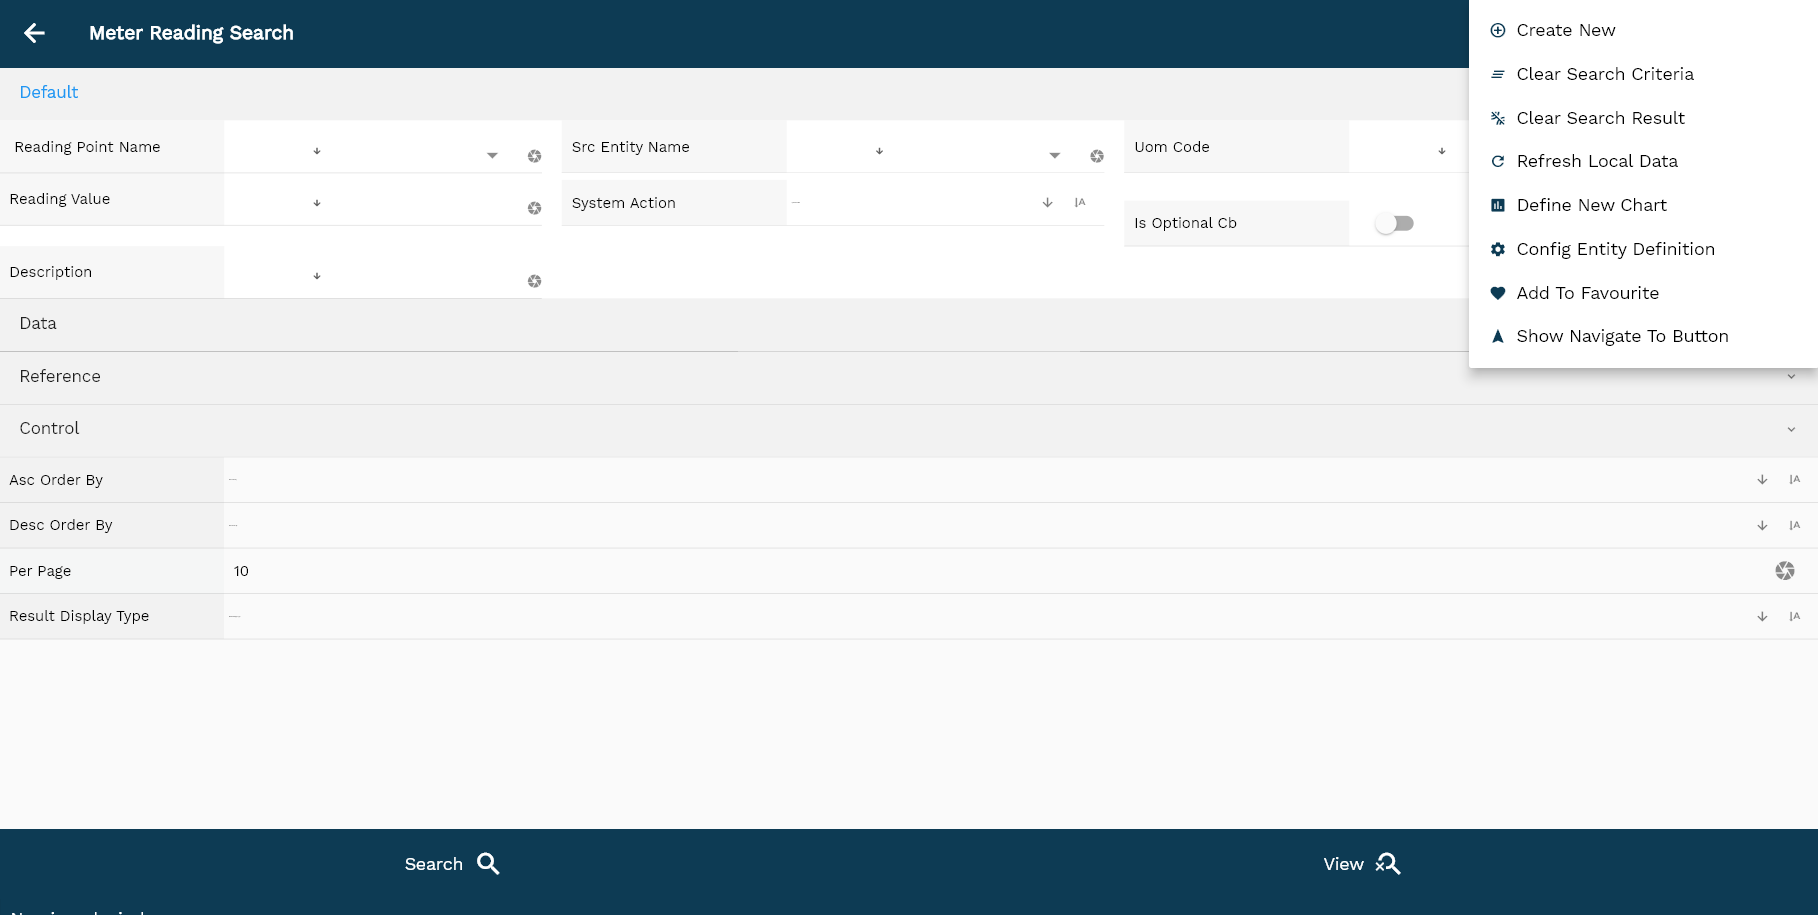 Meter Reading Search
Create New
Clear Search Criteria
Clear Search Result
Refresh Local Data
Define New Chart
Config Entity Definition
Add To Favourite
Show Navigate To Button
Default
Reading Point Name
Src Entity Name
Uom Code
Reading Value
System Action
Is Optional Cb
Description
Data
Reference
Control
Asc Order By
Desc Order By
Per Page 10
Result Display Type
Search
View